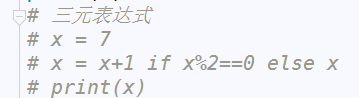 # 三元表达式
# x = 7
# x = x+1 if x%2==0 else x
# print(x)